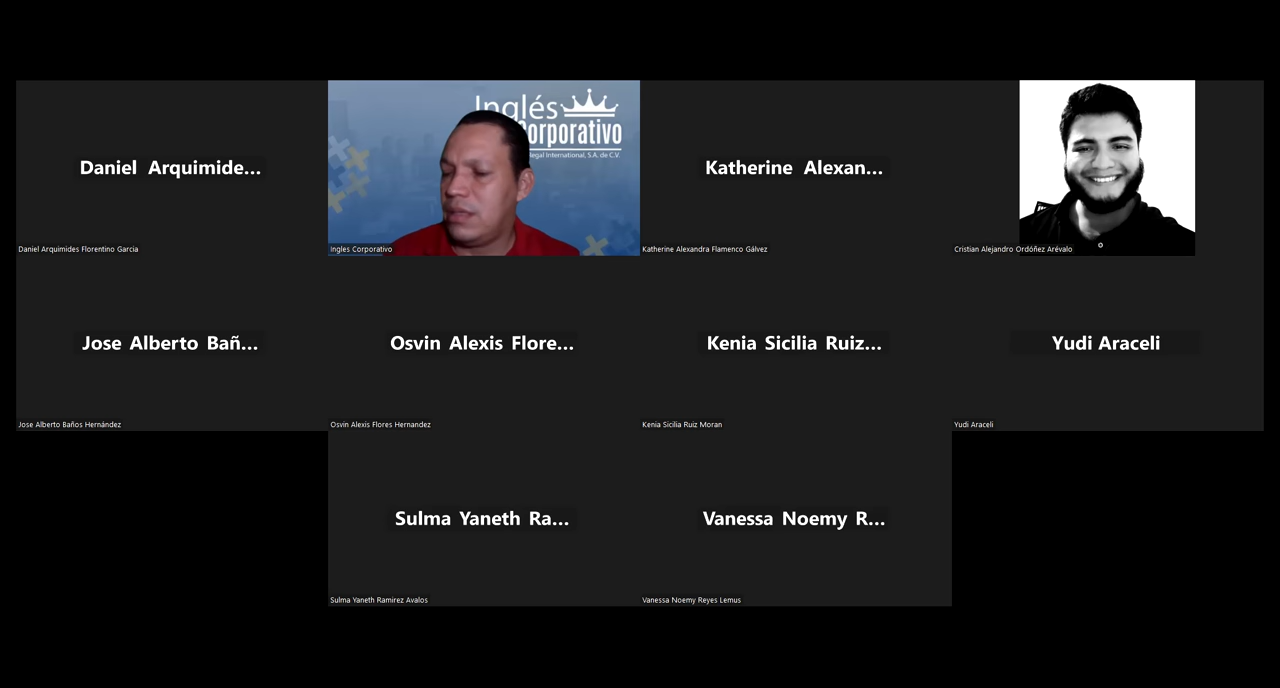 Daniel Arquimide...
Daniel Arquimides Florentino Garcia
Inglés
Corporativo
legal International, S.A. de C.V.
Ingles Corporativo
Katherine Alexan...
Katherine Alexandra Flamenco Gálvez
Cristian Alejandro Ordóñez Arévalo
Jose Alberto Bañ...
Jose Alberto Baños Hernández
Osvin Alexis Flore...
Osvin Alexis Flores Hernandez
Kenia Sicilia Ruiz...
Kenia Sicilia Ruiz Moran
Yudi Araceli
Yudi Araceli
Sulma Yaneth Ra...
Sulma Yaneth Ramirez Avalos
Vanessa Noemy R...
Vanessa Noemy Reyes Lemus